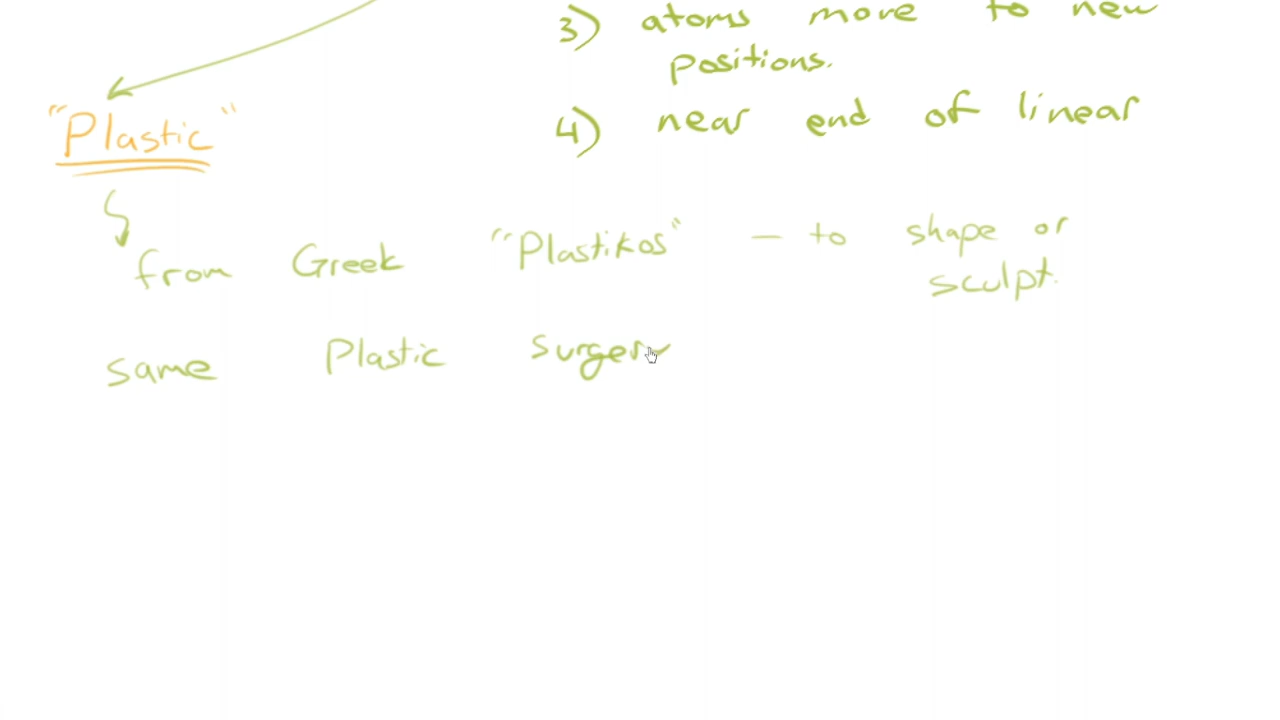 3) atoms move to new
positions.
4) near end of linear
"Plastic"
from Greek "Plastikos" – to shape or
sculpt.
same Plastic Surgery